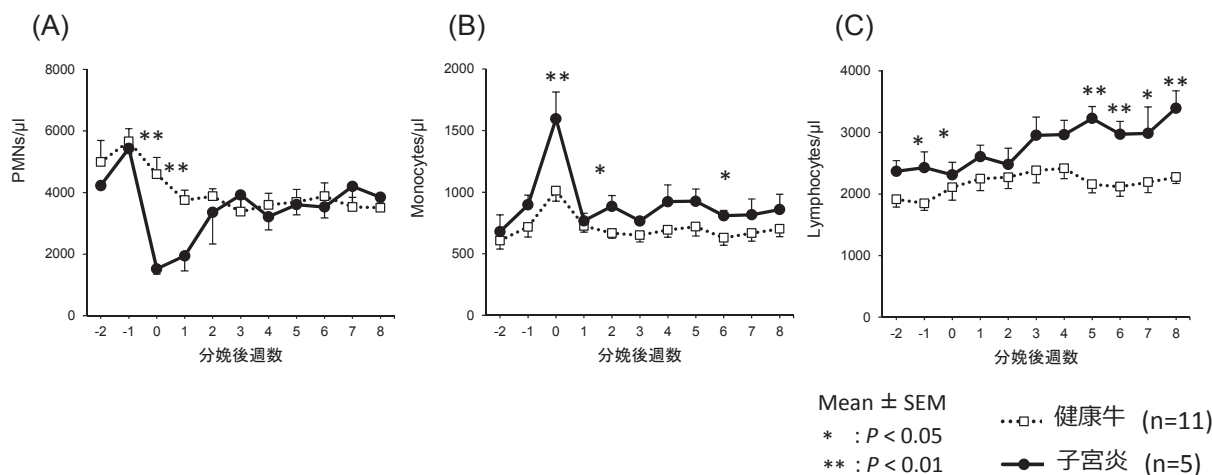 (A)
8000
6000
4000
2000
0
PMNs/µl
** **
-2 -1 0 1 2 3 4 5 6 7 8
分娩後週数
(B)
2000
1500
1000
500
0
Monocytes/µl
** * *
-2 -1 0 1 2 3 4 5 6 7 8
分娩後週数
(C)
4000
3000
2000
1000
0
Lymphocytes/µl
* * ** ** * **
-2 -1 0 1 2 3 4 5 6 7 8
分娩後週数
Mean ± SEM
* : P < 0.05
** : P < 0.01
健康牛 (n=11)
子宮炎 (n=5)